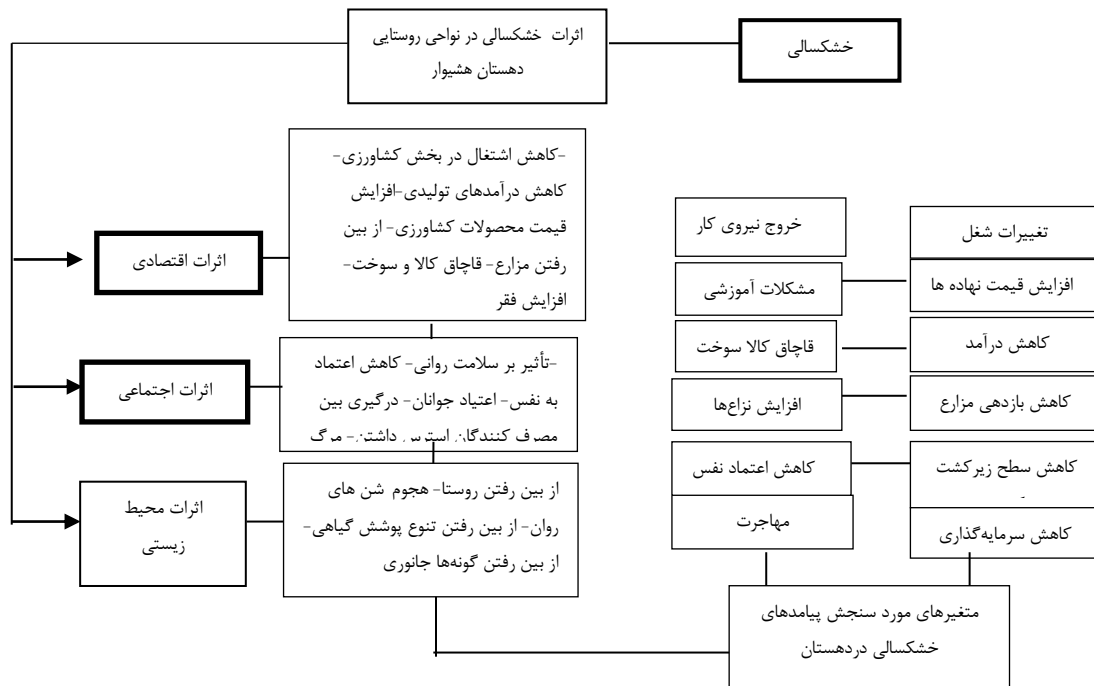 خشکسالی
اثرات خشکسالی در نواحی روستایی
دهستان هشیوار
-کاهش اشتغال در بخش کشاورزی-
کاهش درآمدهای تولیدی-افزایش
قیمت محصولات کشاورزی- از بین
رفتن مزارع- قاچاق کالا و سوخت-
افزایش فقر
اثرات اقتصادی
-تأثیر بر سلامت روانی- کاهش اعتماد
به نفس- اعتیاد جوانان- درگیری بین
مصرف کنندگان استرس داشتن- مرگ
اثرات اجتماعی
از بین رفتن روستا- هجوم شن های
روان- از بین رفتن تنوع پوشش گیاهی-
از بین رفتن گونه‌ها جانوری
اثرات محیط
زیستی
تغییرات شغل
خروج نیروی کار
افزایش قیمت نهاده ها
مشکلات آموزشی
کاهش درآمد
قاچاق کالا سوخت
کاهش بازدهی مزارع
افزایش نزاع‌ها
کاهش سطح زیرکشت
کاهش اعتماد نفس
کاهش سرمایه‌گذاری
مهاجرت
متغیرهای مورد سنجش پیامدهای
خشکسالی دردهستان